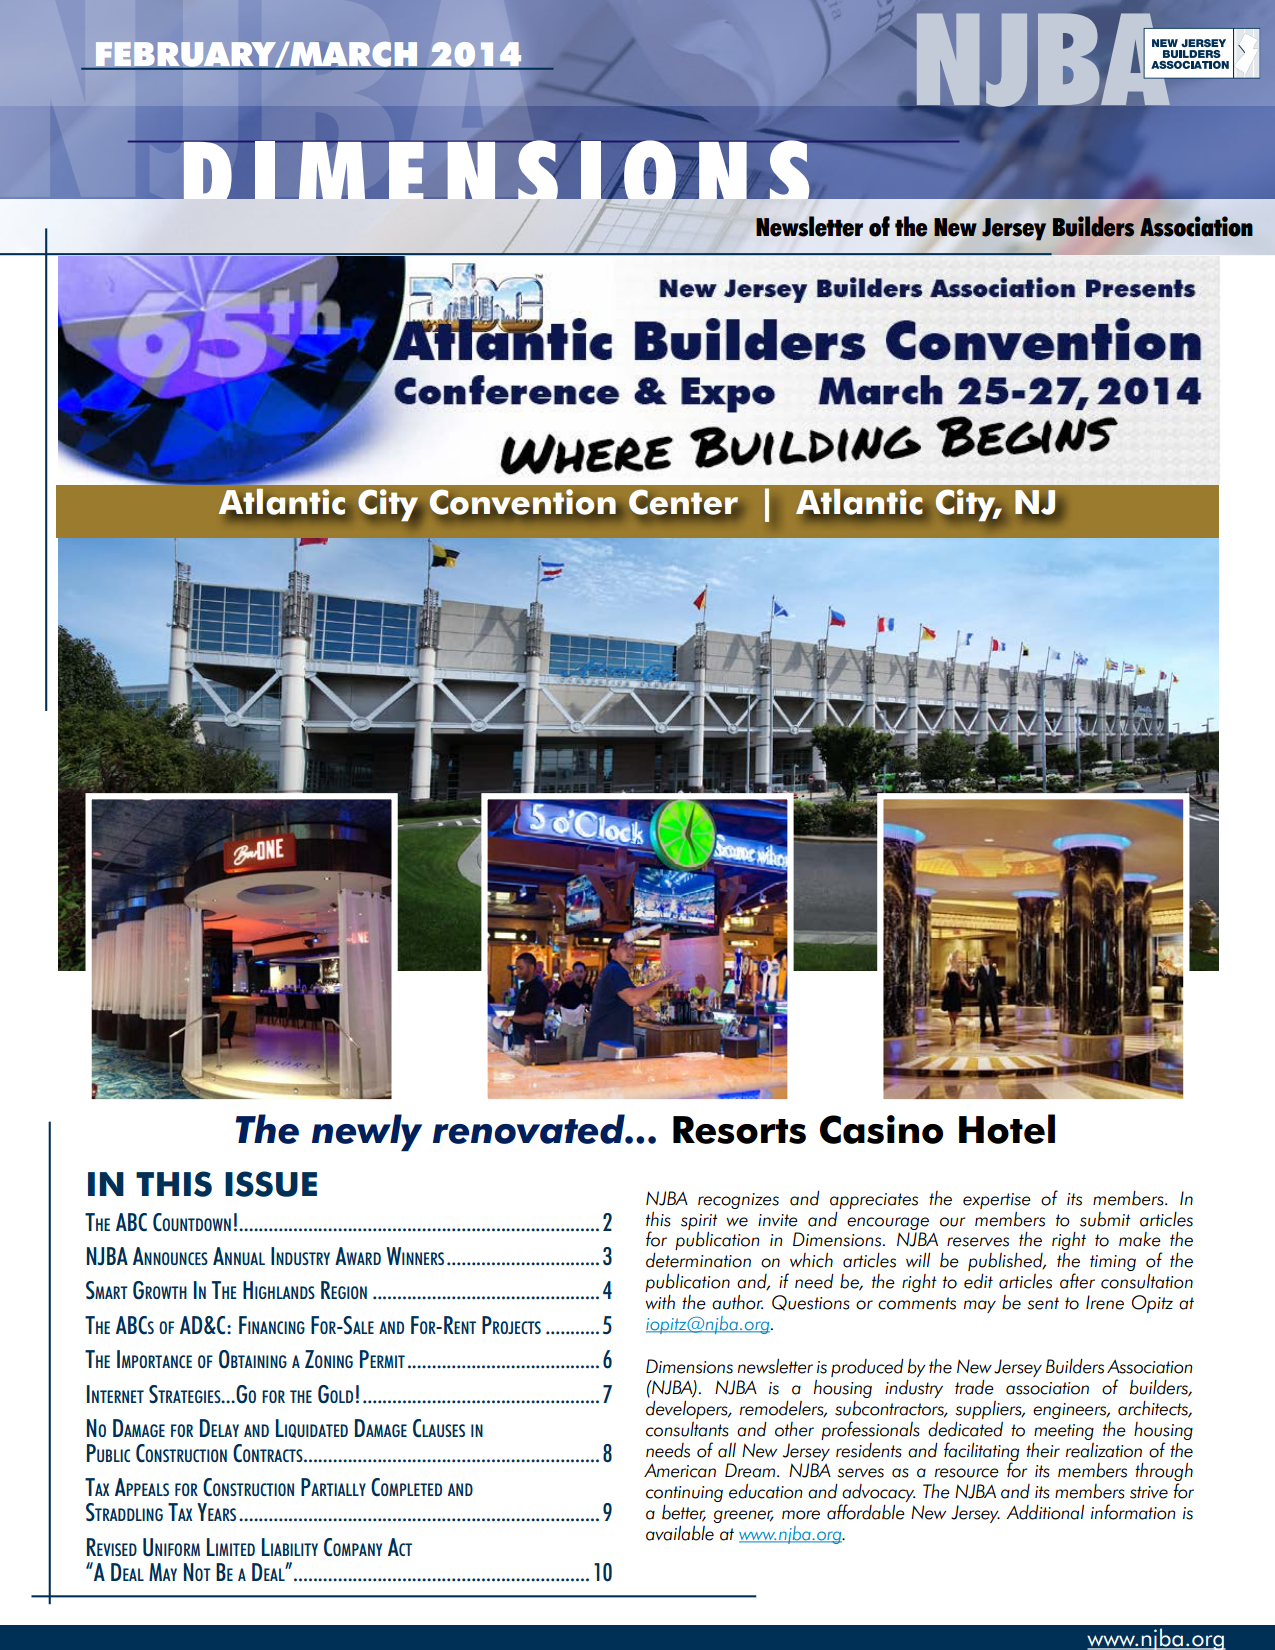 FEBRUARY/MARCH 2014
NJBA
NJBA
NEW JERSEY
BUILDERS
ASSOCIATION
DIMENSIONS
Newsletter of the New Jersey Builders Association
65th
abc™
New Jersey Builders Association Presents
Atlantic Builders Convention
Conference & Expo March 25-27, 2014
WHERE BUILDING BEGINS
Atlantic City Convention Center | Atlantic City, NJ
Bar ONE
5 o'Clock
Somewhere
RESORTS
The newly renovated... Resorts Casino Hotel
IN THIS ISSUE
THE ABC COUNTDOWN!.......................................................................... 2
NJBA ANNOUNCES ANNUAL INDUSTRY AWARD WINNERS............................... 3
SMART GROWTH IN THE HIGHLANDS REGION .............................................. 4
THE ABCS OF AD&C: FINANCING FOR-SALE AND FOR-RENT PROJECTS ........... 5
THE IMPORTANCE OF OBTAINING A ZONING PERMIT....................................... 6
INTERNET STRATEGIES...GO FOR THE GOLD!................................................ 7
NO DAMAGE FOR DELAY AND LIQUIDATED DAMAGE CLAUSES IN
PUBLIC CONSTRUCTION CONTRACTS............................................................ 8
TAX APPEALS FOR CONSTRUCTION PARTIALLY COMPLETED AND
STRADDLING TAX YEARS......................................................................... 9
REVISED UNIFORM LIMITED LIABILITY COMPANY ACT
"A DEAL MAY NOT BE A DEAL"............................................................ 10
NJBA recognizes and appreciates the expertise of its members. In
this spirit we invite and encourage our members to submit articles
for publication in Dimensions. NJBA reserves the right to make the
determination on which articles will be published, the timing of the
publication and, if need be, the right to edit articles after consultation
with the author. Questions or comments may be sent to Irene Opitz at
iopitz@njba.org.
Dimensions newsletter is produced by the New Jersey Builders Association
(NJBA). NJBA is a housing industry trade association of builders,
developers, remodelers, subcontractors, suppliers, engineers, architects,
consultants and other professionals dedicated to meeting the housing
needs of all New Jersey residents and facilitating their realization of the
American Dream. NJBA serves as a resource for its members through
continuing education and advocacy. The NJBA and its members strive for
a better, greener, more affordable New Jersey. Additional information is
available at www.njba.org.
www.njba.org